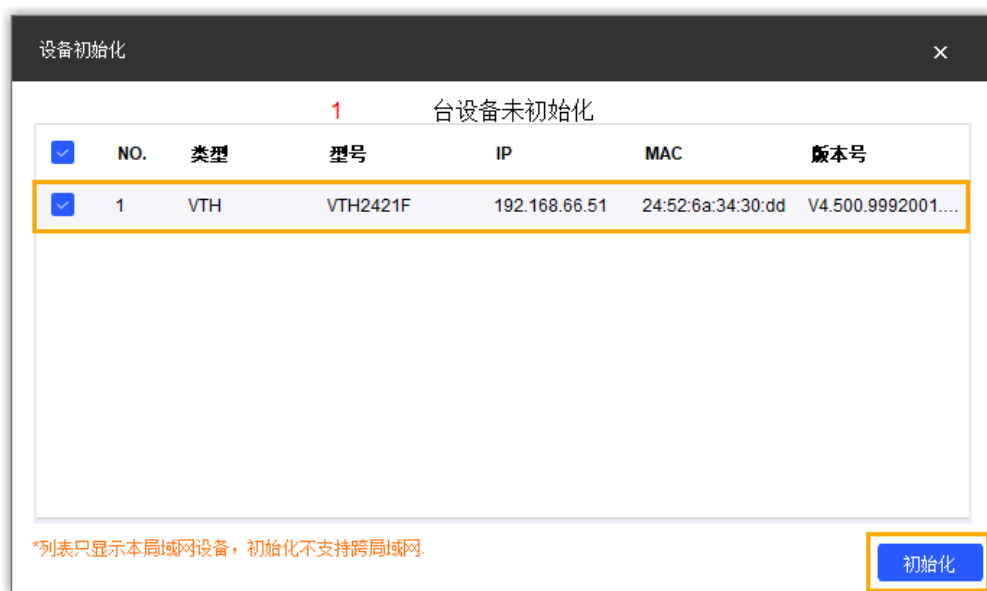 设备初始化
1 台设备未初始化
NO. 类型 型号 IP MAC 版本号
1 VTH VTH2421F 192.168.66.51 24:52:6a:34:30:dd V4.500.9992001....
*列表只显示本局域网设备，初始化不支持跨局域网.
初始化